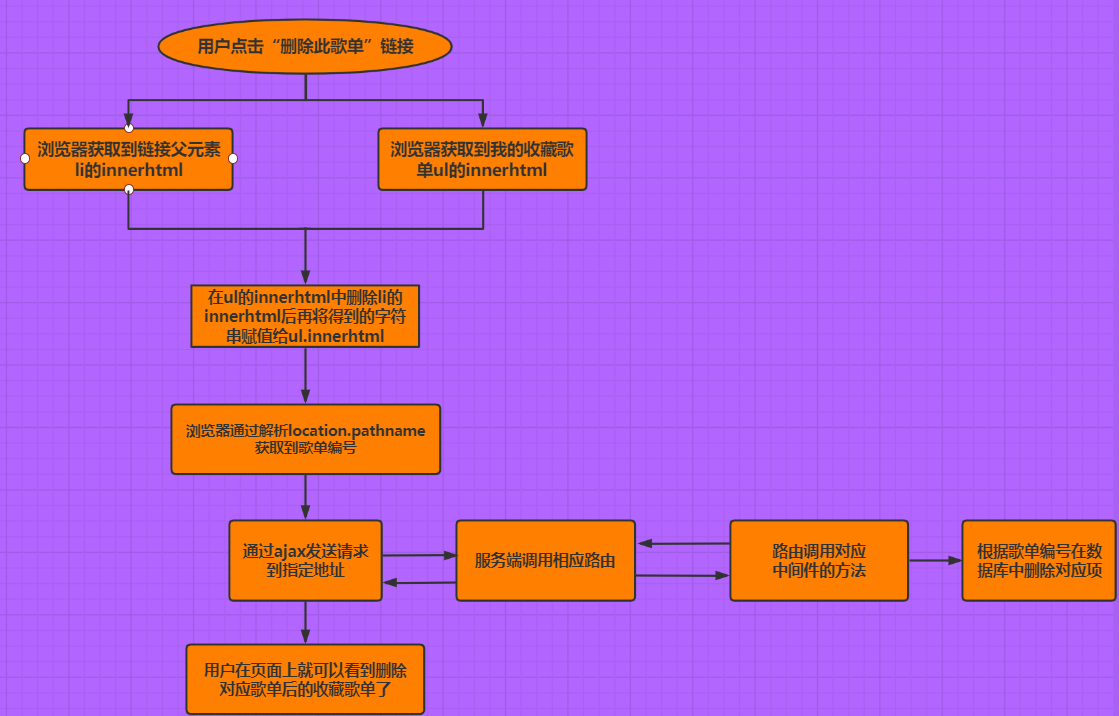 用户点击“删除此歌单”链接
浏览器获取到链接父元素
li的innerhtml
浏览器获取到我的收藏歌
单ul的innerhtml
在ul的innerhtml中删除li的
innerhtml后再将得到的字符
串赋值给ul.innerhtml
浏览器通过解析location.pathname
获取到歌单编号
通过ajax发送请求
到指定地址
服务端调用相应路由
路由调用对应
中间件的方法
根据歌单编号在数
据库中删除对应项
用户在页面上就可以看到删除
对应歌单后的收藏歌单了